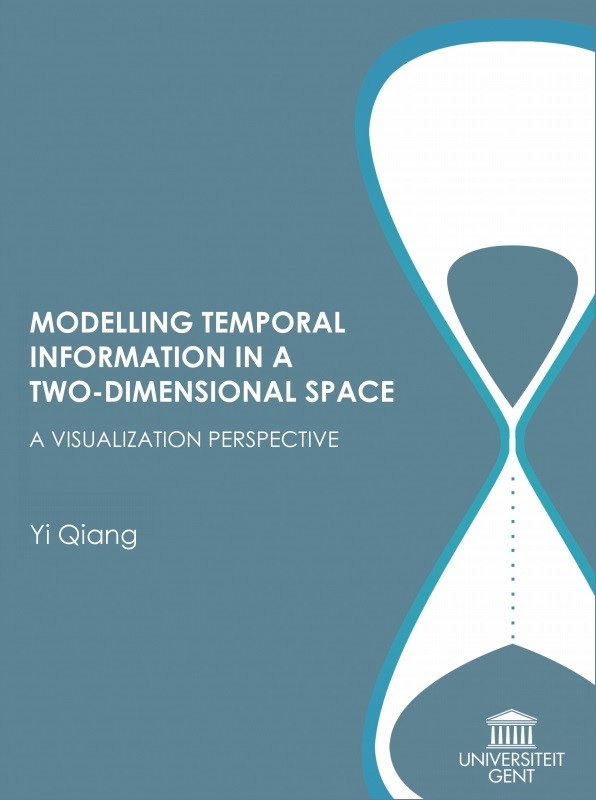 MODELLING TEMPORAL
INFORMATION IN A
TWO-DIMENSIONAL SPACE
A VISUALIZATION PERSPECTIVE
Yi Qiang
UNIVERSITEIT
GENT